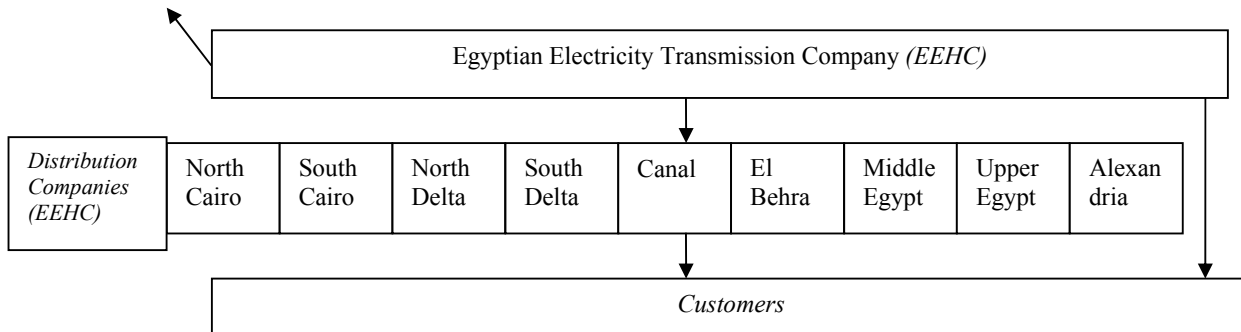 Egyptian Electricity Transmission Company (EEHC)
Distribution
Companies
(EEHC)
North
Cairo
South
Cairo
North
Delta
South
Delta
Canal
El
Behra
Middle
Egypt
Upper
Egypt
Alexan
dria
Customers